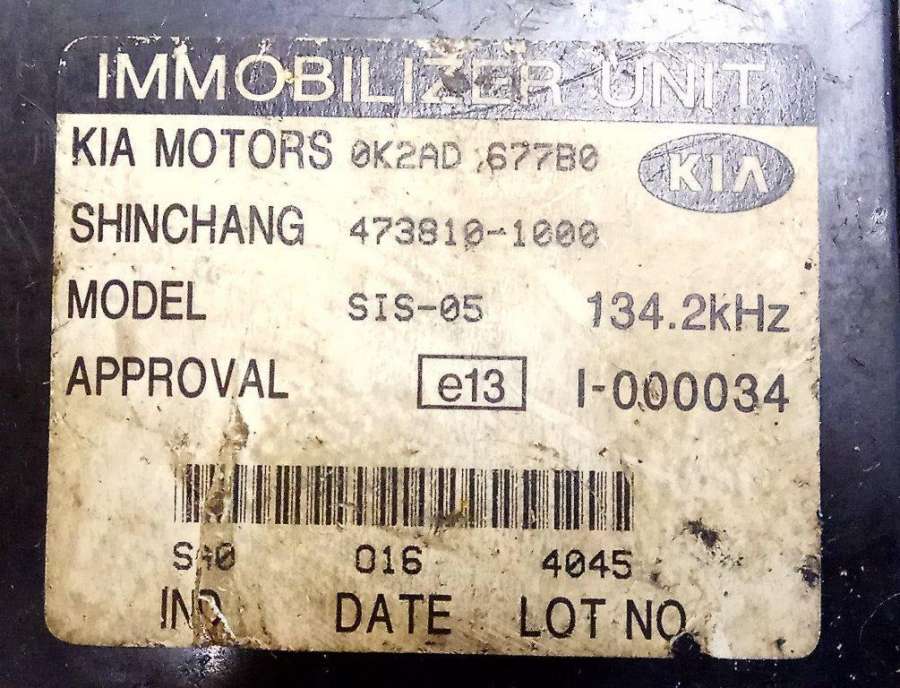 IMMOBILIZER UNIT
KIA MOTORS 0K2AD 677B0 KIA
SHINCHANG 473810-1000
MODEL SIS-05 134.2kHz
APPROVAL e13 I-000034
016 4045
DATE LOT NO